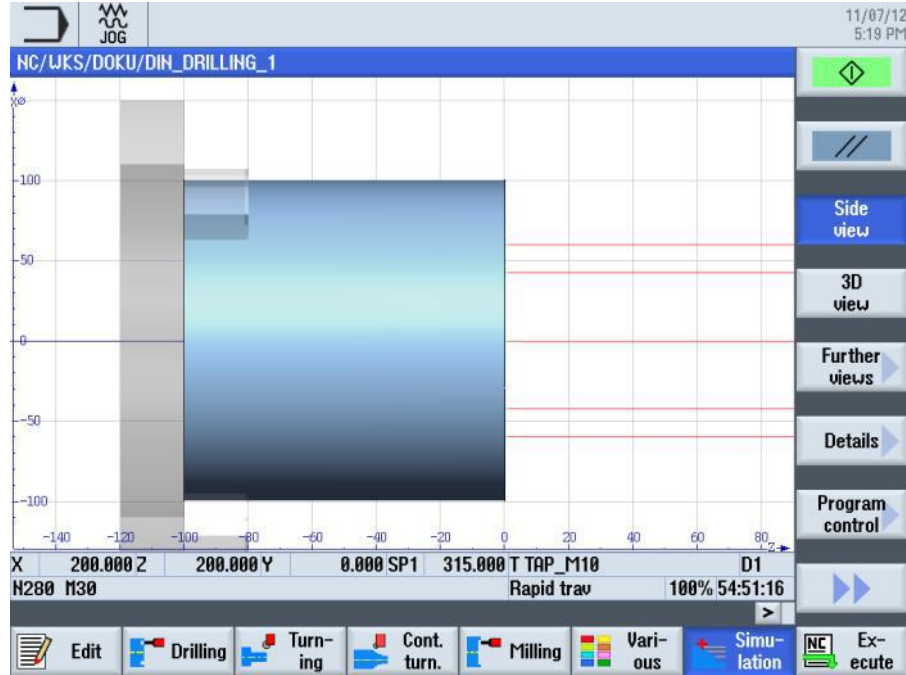 JOG
11/07/12
5:19 PM
NC/WKS/DOKU/DIN_DRILLING_1
XØ
100
50
0
-50
-100
-140 -120 -100 -80 -60 -40 -20 0 20 40 60 80 Z
X 200.000 Z 200.000 Y 0.000 SP1 315.000 T TAP_M10 D1
N280 M30 Rapid trav 100% 54:51:16
>
Side
view
3D
view
Further
views
Details
Program
control
Edit
Drilling
Turn-
ing
Cont.
turn.
Milling
Vari-
ous
Simu-
lation
NC
Ex-
ecute